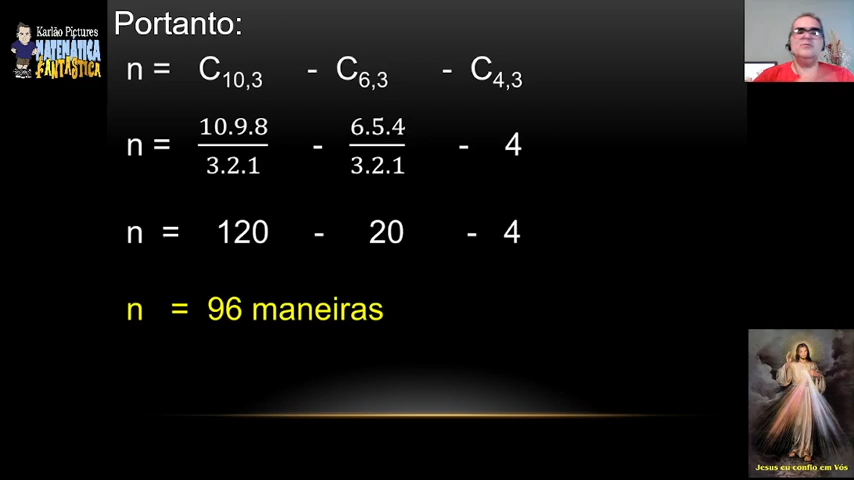 Karlão Pictures
MATEMÁTICA
FANTÁSTICA
Portanto:
n = C10,3 - C6,3 - C4,3
n = 10.9.8/3.2.1 - 6.5.4/3.2.1 - 4
n = 120 - 20 - 4
n = 96 maneiras
Jesus eu confio em Vós